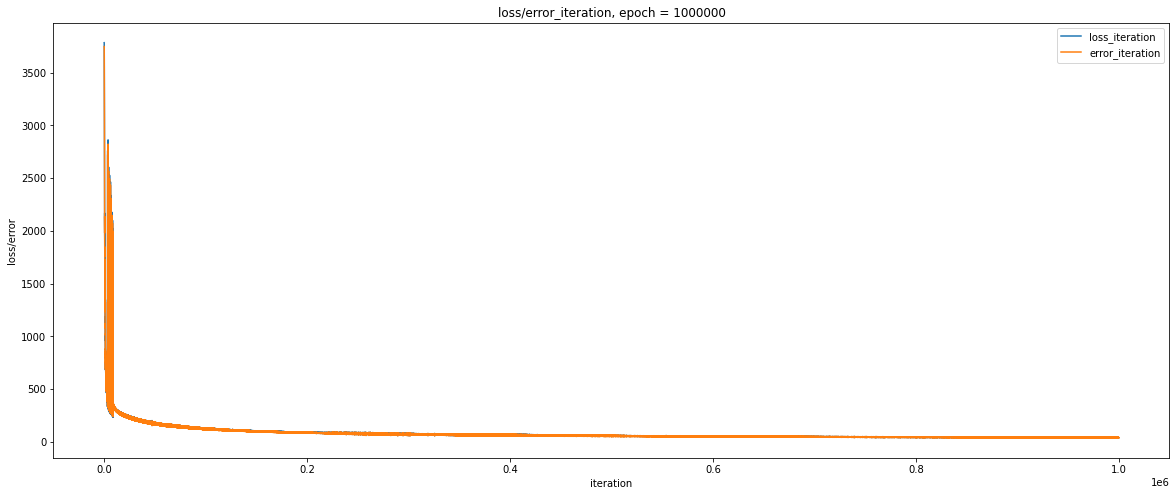 loss/error_iteration, epoch = 1000000
loss_iteration
error_iteration
loss/error
3500
3000
2500
2000
1500
1000
500
0
0.0
0.2
0.4
0.6
0.8
1.0
1e6
iteration